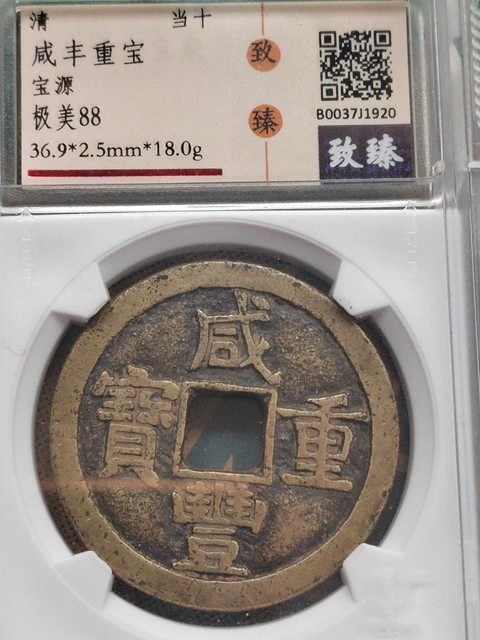 清 当十
咸丰重宝
宝源
极美88
36.9*2.5mm*18.0g
致
臻
B0037J1920
致臻
咸
豐
重
寶